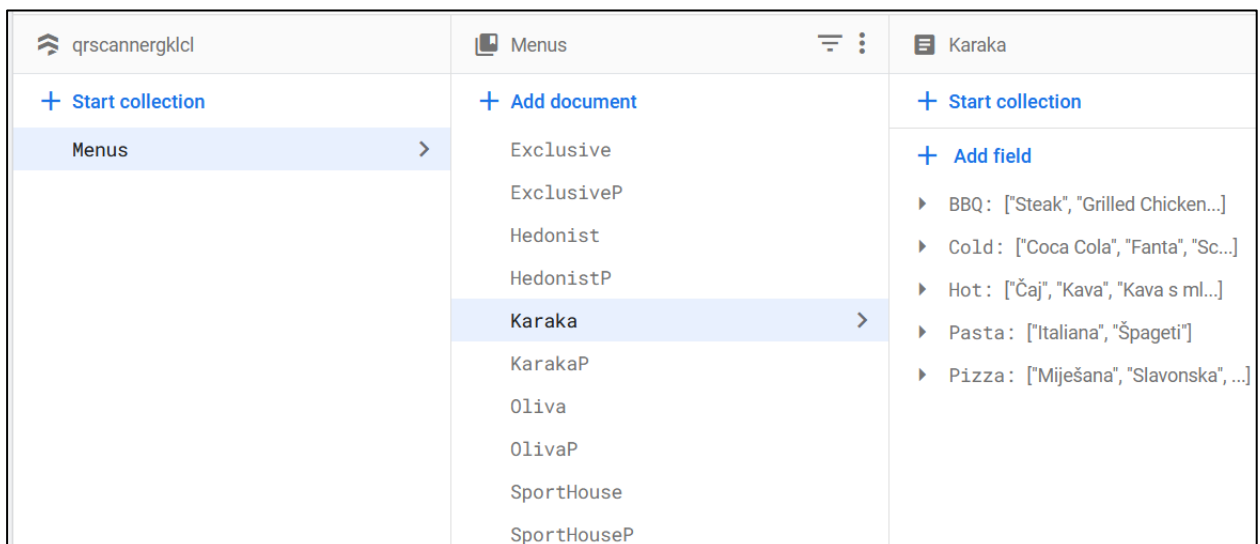 qrscannergklcl
Start collection
Menus
Menus
Add document
Exclusive
ExclusiveP
Hedonist
HedonistP
Karaka
KarakaP
Oliva
OlivaP
SportHouse
SportHouseP
Karaka
Start collection
Add field
BBQ: ["Steak", "Grilled Chicken...]
Cold: ["Coca Cola", "Fanta", "Sc...]
Hot: ["Čaj", "Kava", "Kava s ml...]
Pasta: ["Italiana", "Špageti"]
Pizza: ["Miješana", "Slavonska", ...]